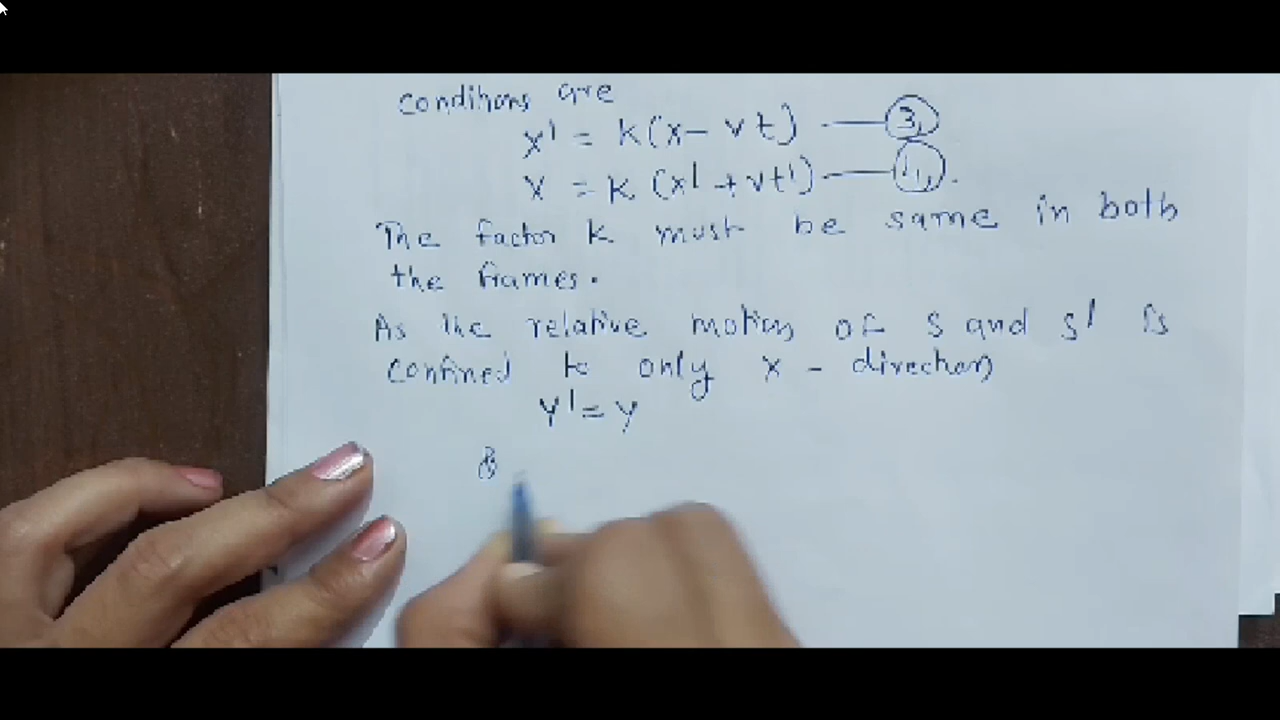 conditions are
x' = k(x - vt) —— 3,
x = k (x' + vt') —— 4, .
The factor k must be same in both
the frames.
As the relative motion of S and S' is
confined to only x - direction
y' = y
&